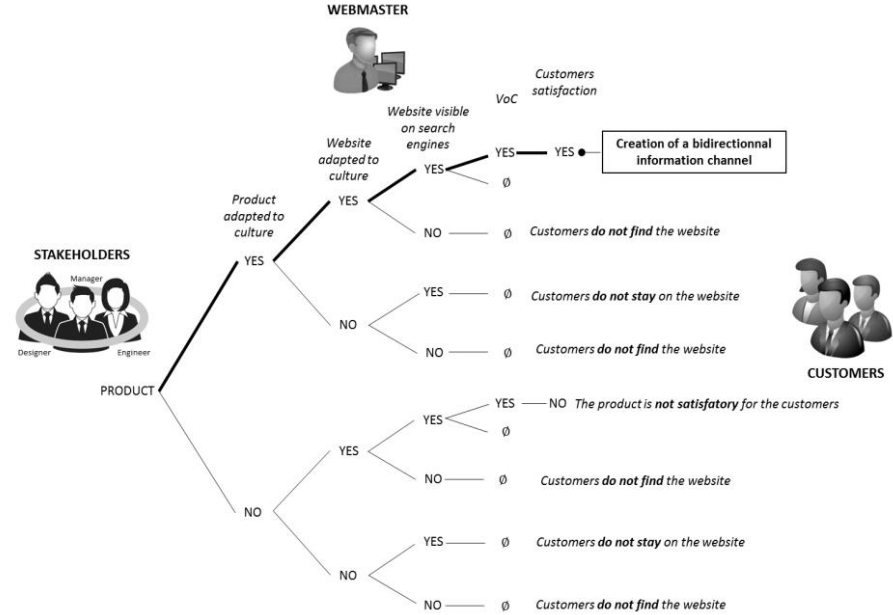 WEBMASTER
Customers
satisfaction
VoC
Website visible
on search
engines
Website
adapted to
culture
Product
adapted to
culture
YES
YES
YES
YES
YES
Creation of a bidirectionnal
information channel
Ø
NO
Ø
Customers do not find the website
STAKEHOLDERS
Manager
Designer
Engineer
NO
YES
Ø
Customers do not stay on the website
NO
Ø
Customers do not find the website
CUSTOMERS
PRODUCT
NO
YES
YES
YES
NO
The product is not satisfatory for the customers
Ø
NO
Ø
Customers do not find the website
NO
YES
Ø
Customers do not stay on the website
NO
Ø
Customers do not find the website